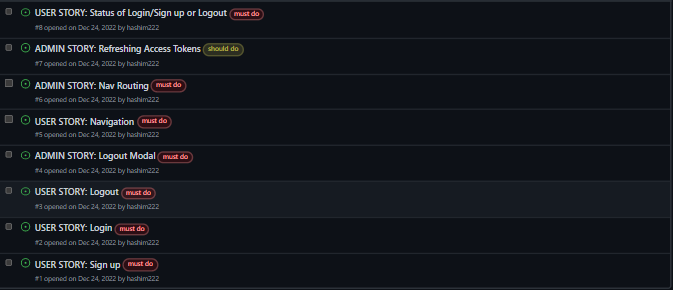 USER STORY: Status of Login/Sign up or Logout must do
#8 opened on Dec 24, 2022 by hashim222
ADMIN STORY: Refreshing Access Tokens should do
#7 opened on Dec 24, 2022 by hashim222
ADMIN STORY: Nav Routing must do
#6 opened on Dec 24, 2022 by hashim222
USER STORY: Navigation must do
#5 opened on Dec 24, 2022 by hashim222
ADMIN STORY: Logout Modal must do
#4 opened on Dec 24, 2022 by hashim222
USER STORY: Logout must do
#3 opened on Dec 24, 2022 by hashim222
USER STORY: Login must do
#2 opened on Dec 24, 2022 by hashim222
USER STORY: Sign up must do
#1 opened on Dec 24, 2022 by hashim222